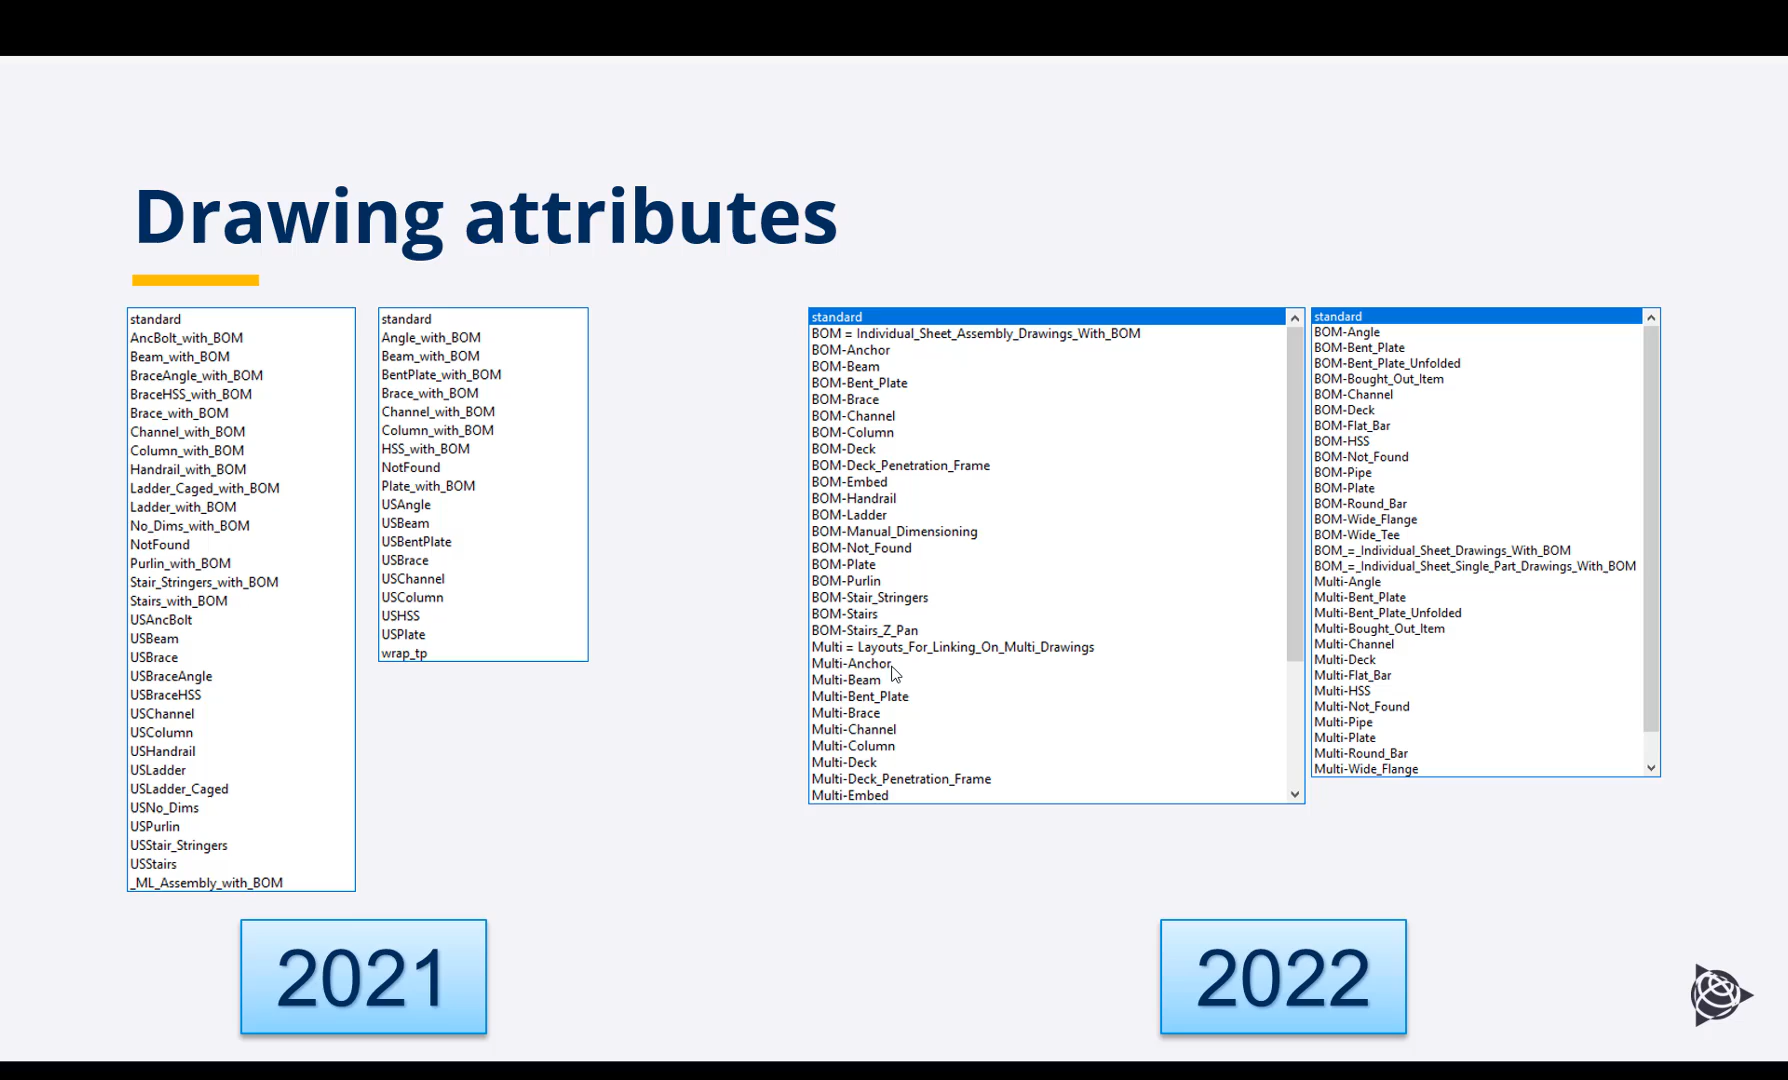 Drawing attributes
standard
AncBolt_with_BOM
Beam_with_BOM
BraceAngle_with_BOM
BraceHSS_with_BOM
Brace_with_BOM
Channel_with_BOM
Column_with_BOM
Handrail_with_BOM
Ladder_Caged_with_BOM
Ladder_with_BOM
No_Dims_with_BOM
NotFound
Purlin_with_BOM
Stair_Stringers_with_BOM
Stairs_with_BOM
USAncBolt
USBeam
USBrace
USBraceAngle
USBraceHSS
USChannel
USColumn
USHandrail
USLadder
USLadder_Caged
USNo_Dims
USPurlin
USStair_Stringers
USStairs
_ML_Assembly_with_BOM
standard
Angle_with_BOM
Beam_with_BOM
BentPlate_with_BOM
Brace_with_BOM
Channel_with_BOM
Column_with_BOM
HSS_with_BOM
NotFound
Plate_with_BOM
USAngle
USBeam
USBentPlate
USBrace
USChannel
USColumn
USHSS
USPlate
wrap_tp
2021
standard
BOM = Individual_Sheet_Assembly_Drawings_With_BOM
BOM-Anchor
BOM-Beam
BOM-Bent_Plate
BOM-Brace
BOM-Channel
BOM-Column
BOM-Deck
BOM-Deck_Penetration_Frame
BOM-Embed
BOM-Handrail
BOM-Ladder
BOM-Manual_Dimensioning
BOM-Not_Found
BOM-Plate
BOM-Purlin
BOM-Stair_Stringers
BOM-Stairs
BOM-Stairs_Z_Pan
Multi = Layouts_For_Linking_On_Multi_Drawings
Multi-Anchor
Multi-Beam
Multi-Bent_Plate
Multi-Brace
Multi-Channel
Multi-Column
Multi-Deck
Multi-Deck_Penetration_Frame
Multi-Embed
standard
BOM-Angle
BOM-Bent_Plate
BOM-Bent_Plate_Unfolded
BOM-Bought_Out_Item
BOM-Channel
BOM-Deck
BOM-Flat_Bar
BOM-HSS
BOM-Not_Found
BOM-Pipe
BOM-Plate
BOM-Round_Bar
BOM-Wide_Flange
BOM-Wide_Tee
BOM_=_Individual_Sheet_Drawings_With_BOM
BOM_=_Individual_Sheet_Single_Part_Drawings_With_BOM
Multi-Angle
Multi-Bent_Plate
Multi-Bent_Plate_Unfolded
Multi-Bought_Out_Item
Multi-Channel
Multi-Deck
Multi-Flat_Bar
Multi-HSS
Multi-Not_Found
Multi-Pipe
Multi-Plate
Multi-Round_Bar
Multi-Wide_Flange
2022